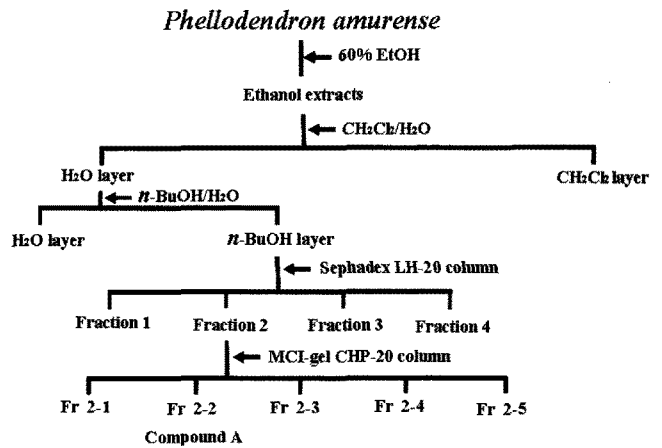 Phellodendron amurense
60% EtOH
Ethanol extracts
CH2Cl2/H2O
H2O layer
CH2Cl2 layer
n-BuOH/H2O
H2O layer
n-BuOH layer
Sephadex LH-20 column
Fraction 1
Fraction 2
Fraction 3
Fraction 4
MCI-gel CHP-20 column
Fr 2-1
Fr 2-2
Fr 2-3
Fr 2-4
Fr 2-5
Compound A